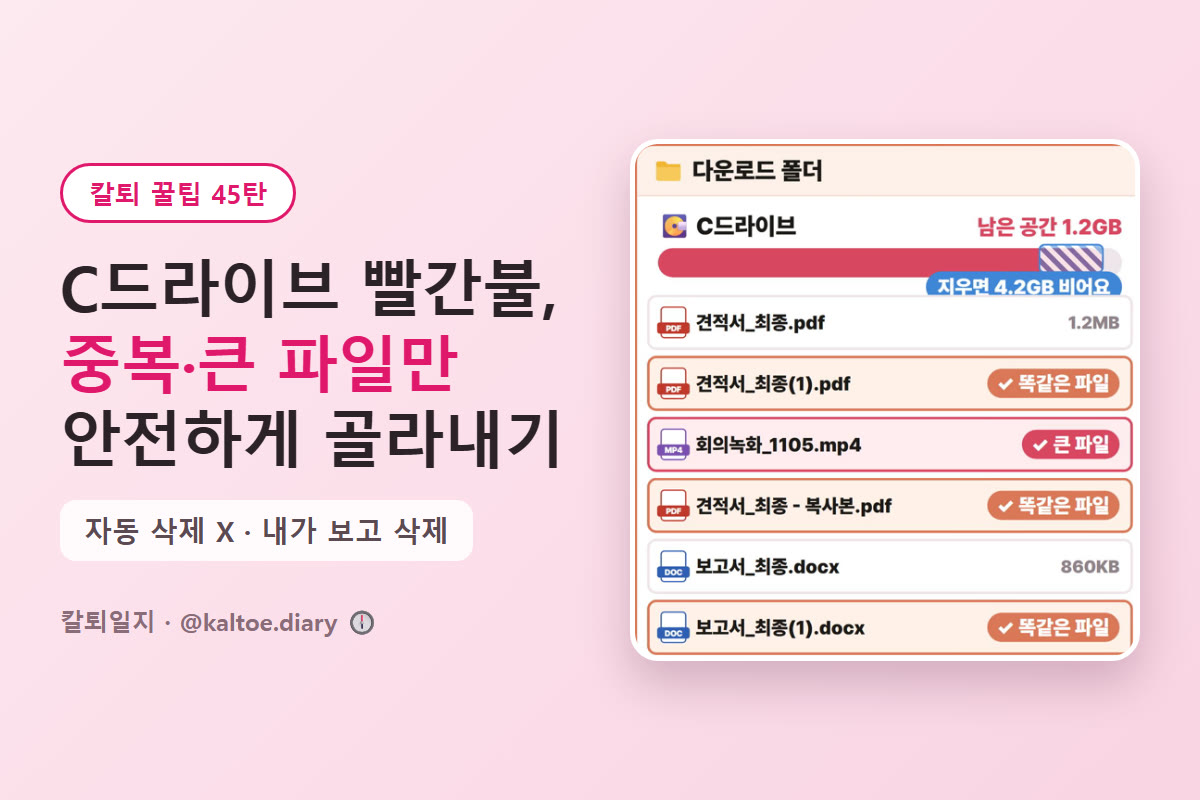 칼퇴 꿀팁 45탄
C드라이브 빨간불,
중복·큰 파일만
안전하게 골라내기
자동 삭제 X · 내가 보고 삭제
칼퇴일지 · @kaltoe.diary
다운로드 폴더
C드라이브 남은 공간 1.2GB
지우면 4.2GB 비어요
PDF 견적서_최종.pdf 1.2MB
PDF 견적서_최종(1).pdf ✓ 똑같은 파일
MP4 회의녹화_1105.mp4 ✓ 큰 파일
PDF 견적서_최종 - 복사본.pdf ✓ 똑같은 파일
DOC 보고서_최종.docx 860KB
DOC 보고서_최종(1).docx ✓ 똑같은 파일